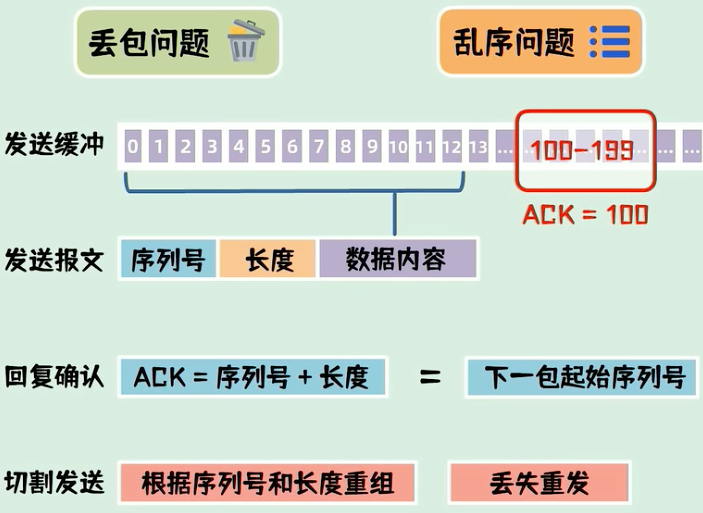 丢包问题
乱序问题
发送缓冲 0 1 2 3 4 5 6 7 8 9 10 11 12 13 ... 100-199 ... ...
ACK = 100
发送报文 序列号 长度 数据内容
回复确认 ACK = 序列号 + 长度 = 下一包起始序列号
切割发送 根据序列号和长度重组 丢失重发